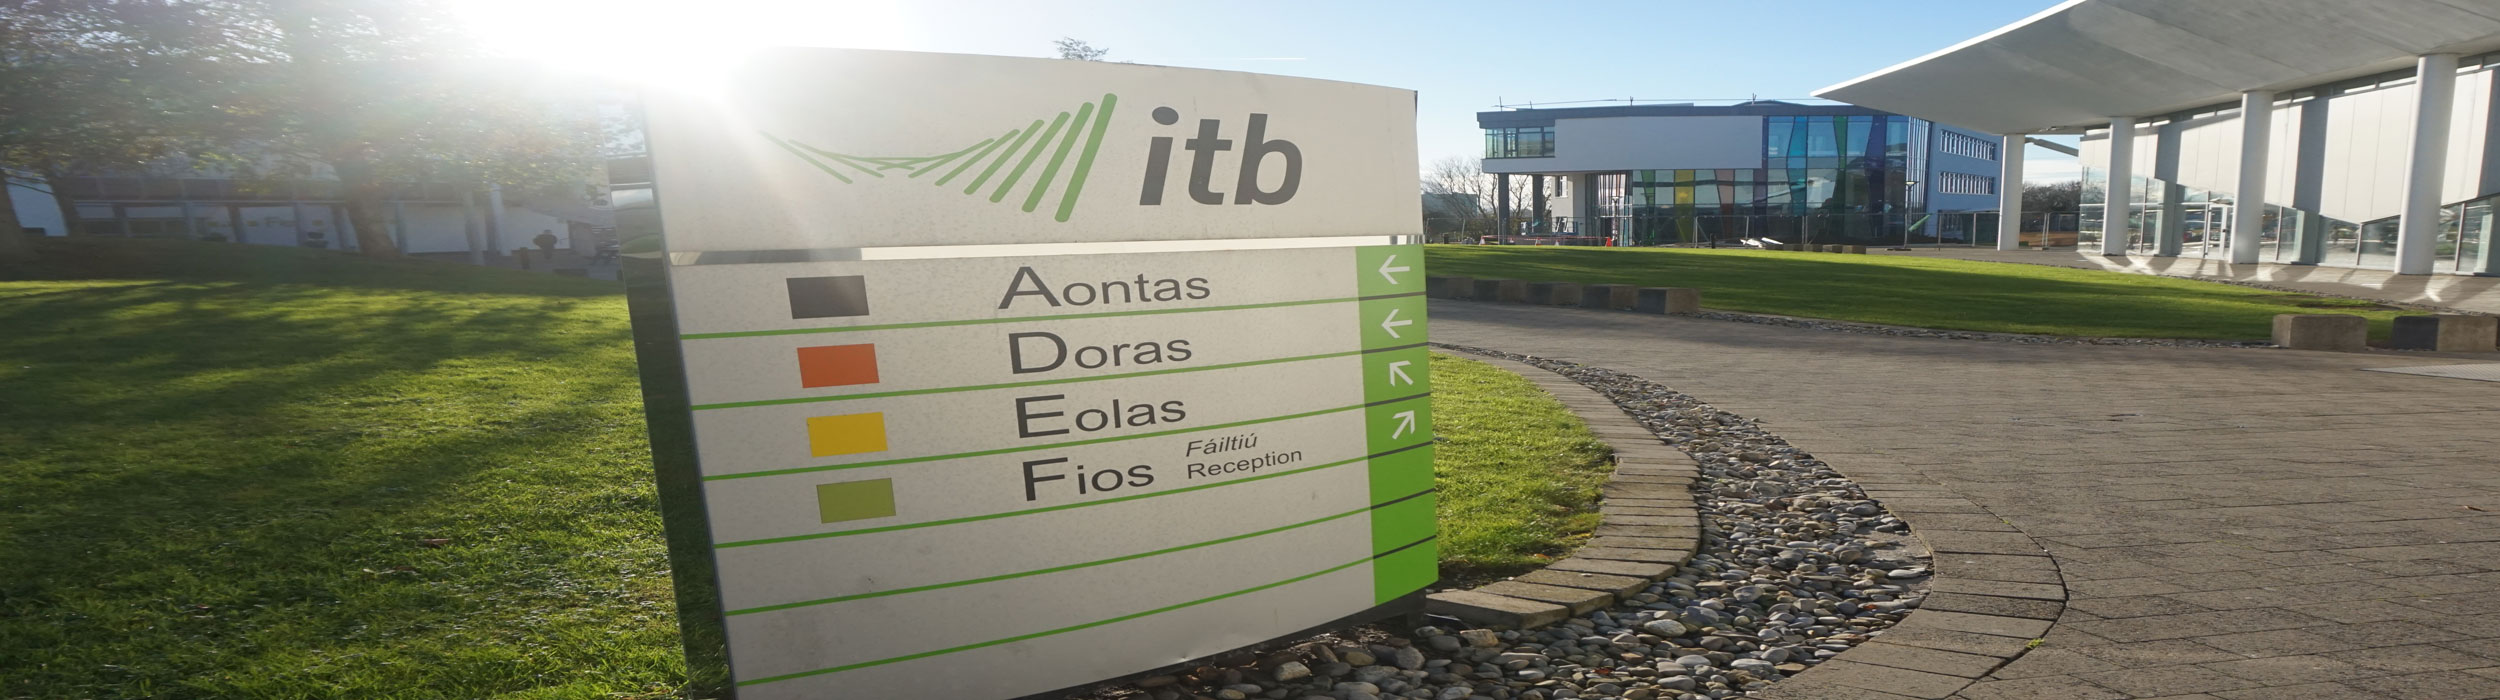 itb
Aontas
Doras
Eolas
Fios
Fáiltiú
Reception